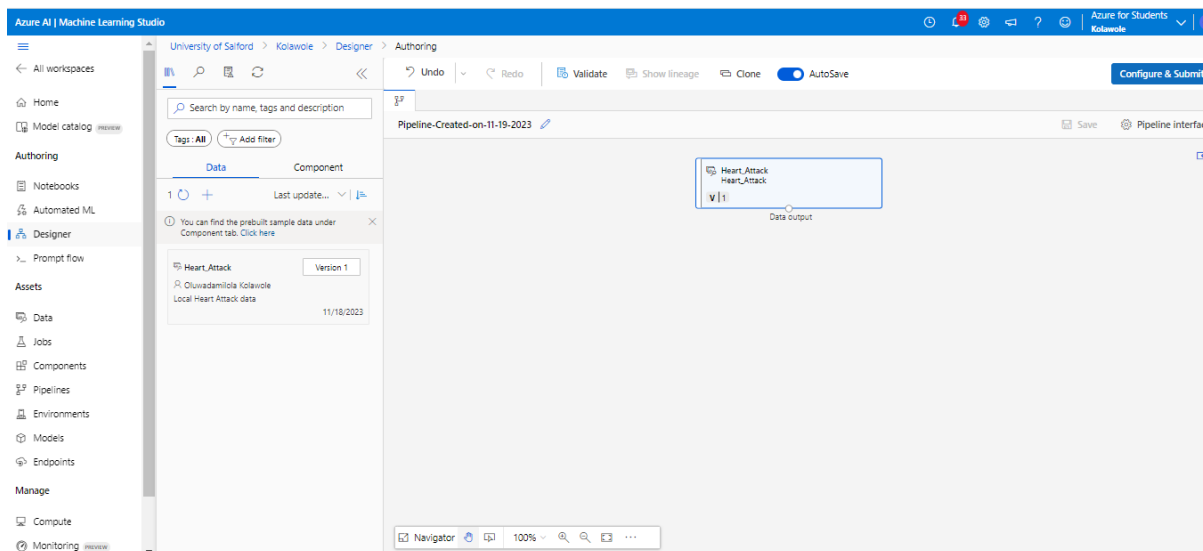 Azure AI | Machine Learning Studio
33
Azure for Students
Kolawole
All workspaces
Home
Model catalog PREVIEW
Authoring
Notebooks
Automated ML
Designer
Prompt flow
Assets
Data
Jobs
Components
Pipelines
Environments
Models
Endpoints
Manage
Compute
Monitoring PREVIEW
University of Salford > Kolawole > Designer > Authoring
Search by name, tags and description
Tags : All
Add filter
Data Component
1
Last update...
You can find the prebuilt sample data under
Component tab. Click here
Heart_Attack
Version 1
Oluwadamilola Kolawole
Local Heart Attack data
11/18/2023
Undo
Redo
Validate
Show lineage
Clone
AutoSave
Configure & Submit
Pipeline-Created-on-11-19-2023
Save
Pipeline interfac
Heart_Attack
Heart_Attack
V | 1
Data output
Navigator
100%